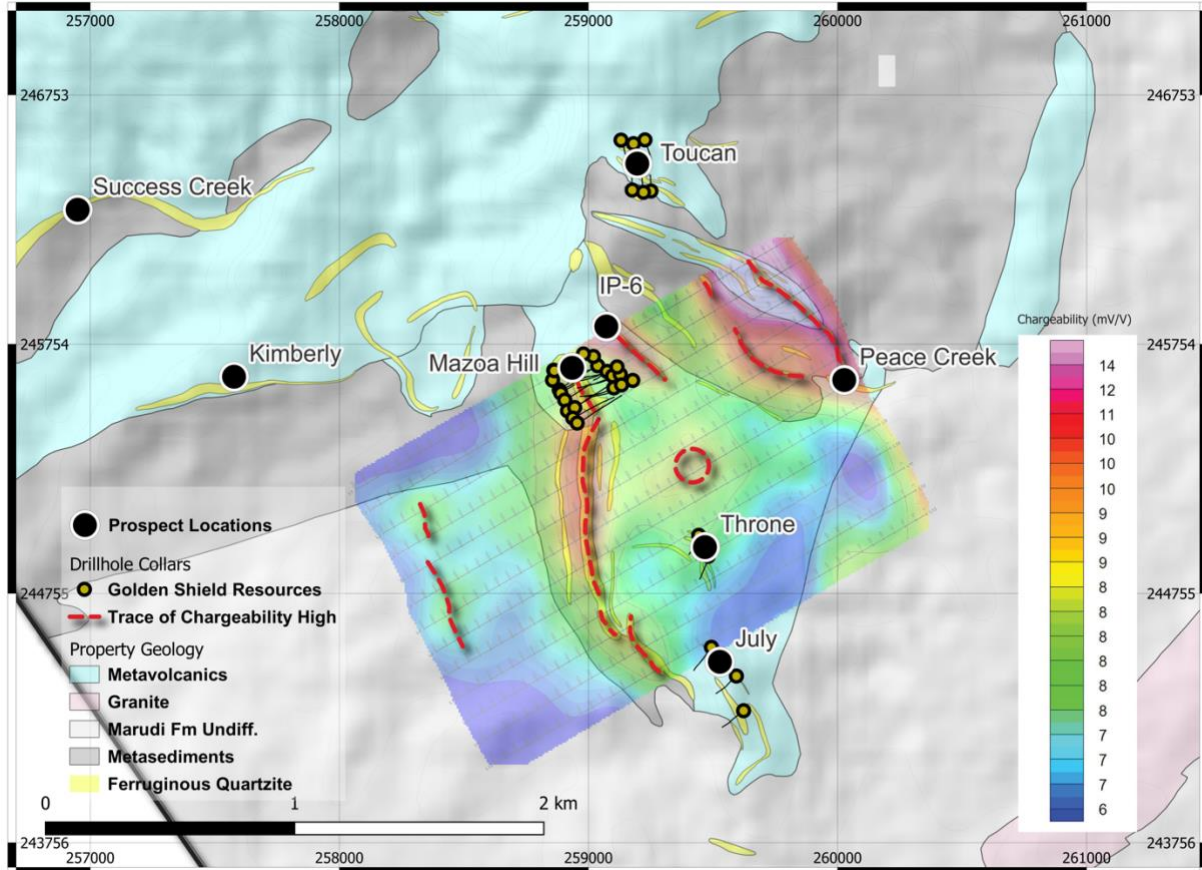 257000 258000 259000 260000 261000
246753 246753
Toucan
Success Creek
IP-6
Chargeability (mV/V)
245754 245754
Kimberly
Mazoa Hill
Peace Creek
14
12
11
10
10
9
9
8
8
8
8
8
7
7
7
6
Prospect Locations
Throne
Drillhole Collars
Golden Shield Resources
244755 244755
Trace of Chargeability High
Property Geology
July
Metavolcanics
Granite
Marudi Fm Undiff.
Metasediments
Ferruginous Quartzite
0 1 2 km
243756 243756
257000 258000 259000 260000 261000